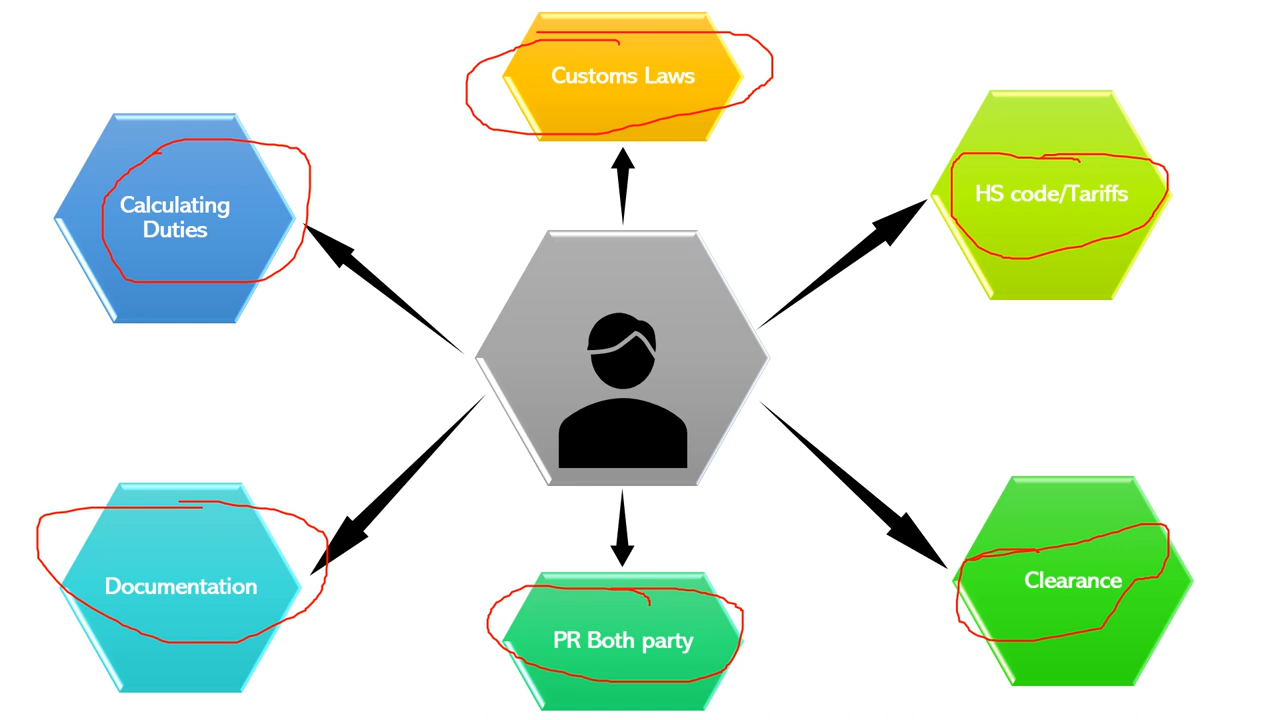 Customs Laws
HS code/Tariffs
Calculating
Duties
Documentation
Clearance
PR Both party